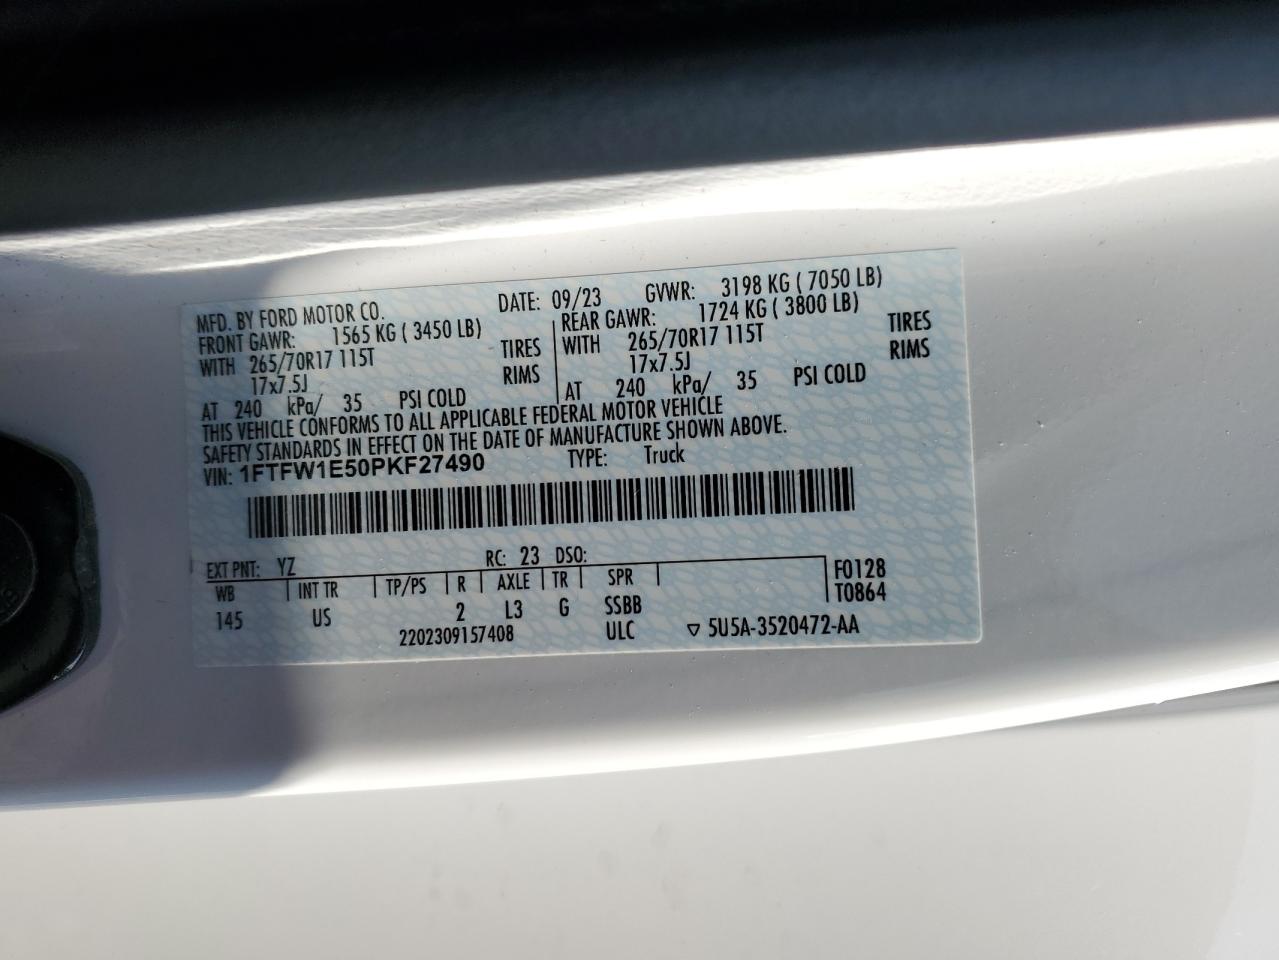 MFD. BY FORD MOTOR CO. DATE: 09/23 GVWR: 3198 KG ( 7050 LB)
FRONT GAWR: 1565 KG ( 3450 LB) REAR GAWR: 1724 KG ( 3800 LB)
WITH 265/70R17 115T TIRES WITH 265/70R17 115T TIRES
17x7.5J RIMS 17x7.5J RIMS
AT 240 kPa/ 35 PSI COLD AT 240 kPa/ 35 PSI COLD
THIS VEHICLE CONFORMS TO ALL APPLICABLE FEDERAL MOTOR VEHICLE
SAFETY STANDARDS IN EFFECT ON THE DATE OF MANUFACTURE SHOWN ABOVE.
VIN: 1FTFW1E50PKF27490 TYPE: Truck
EXT PNT: YZ RC: 23 DSO: F0128
WB INT TR TP/PS R AXLE TR SPR T0864
145 US 2 L3 G SSBB
2202309157408 ULC ▽ 5U5A-3520472-AA